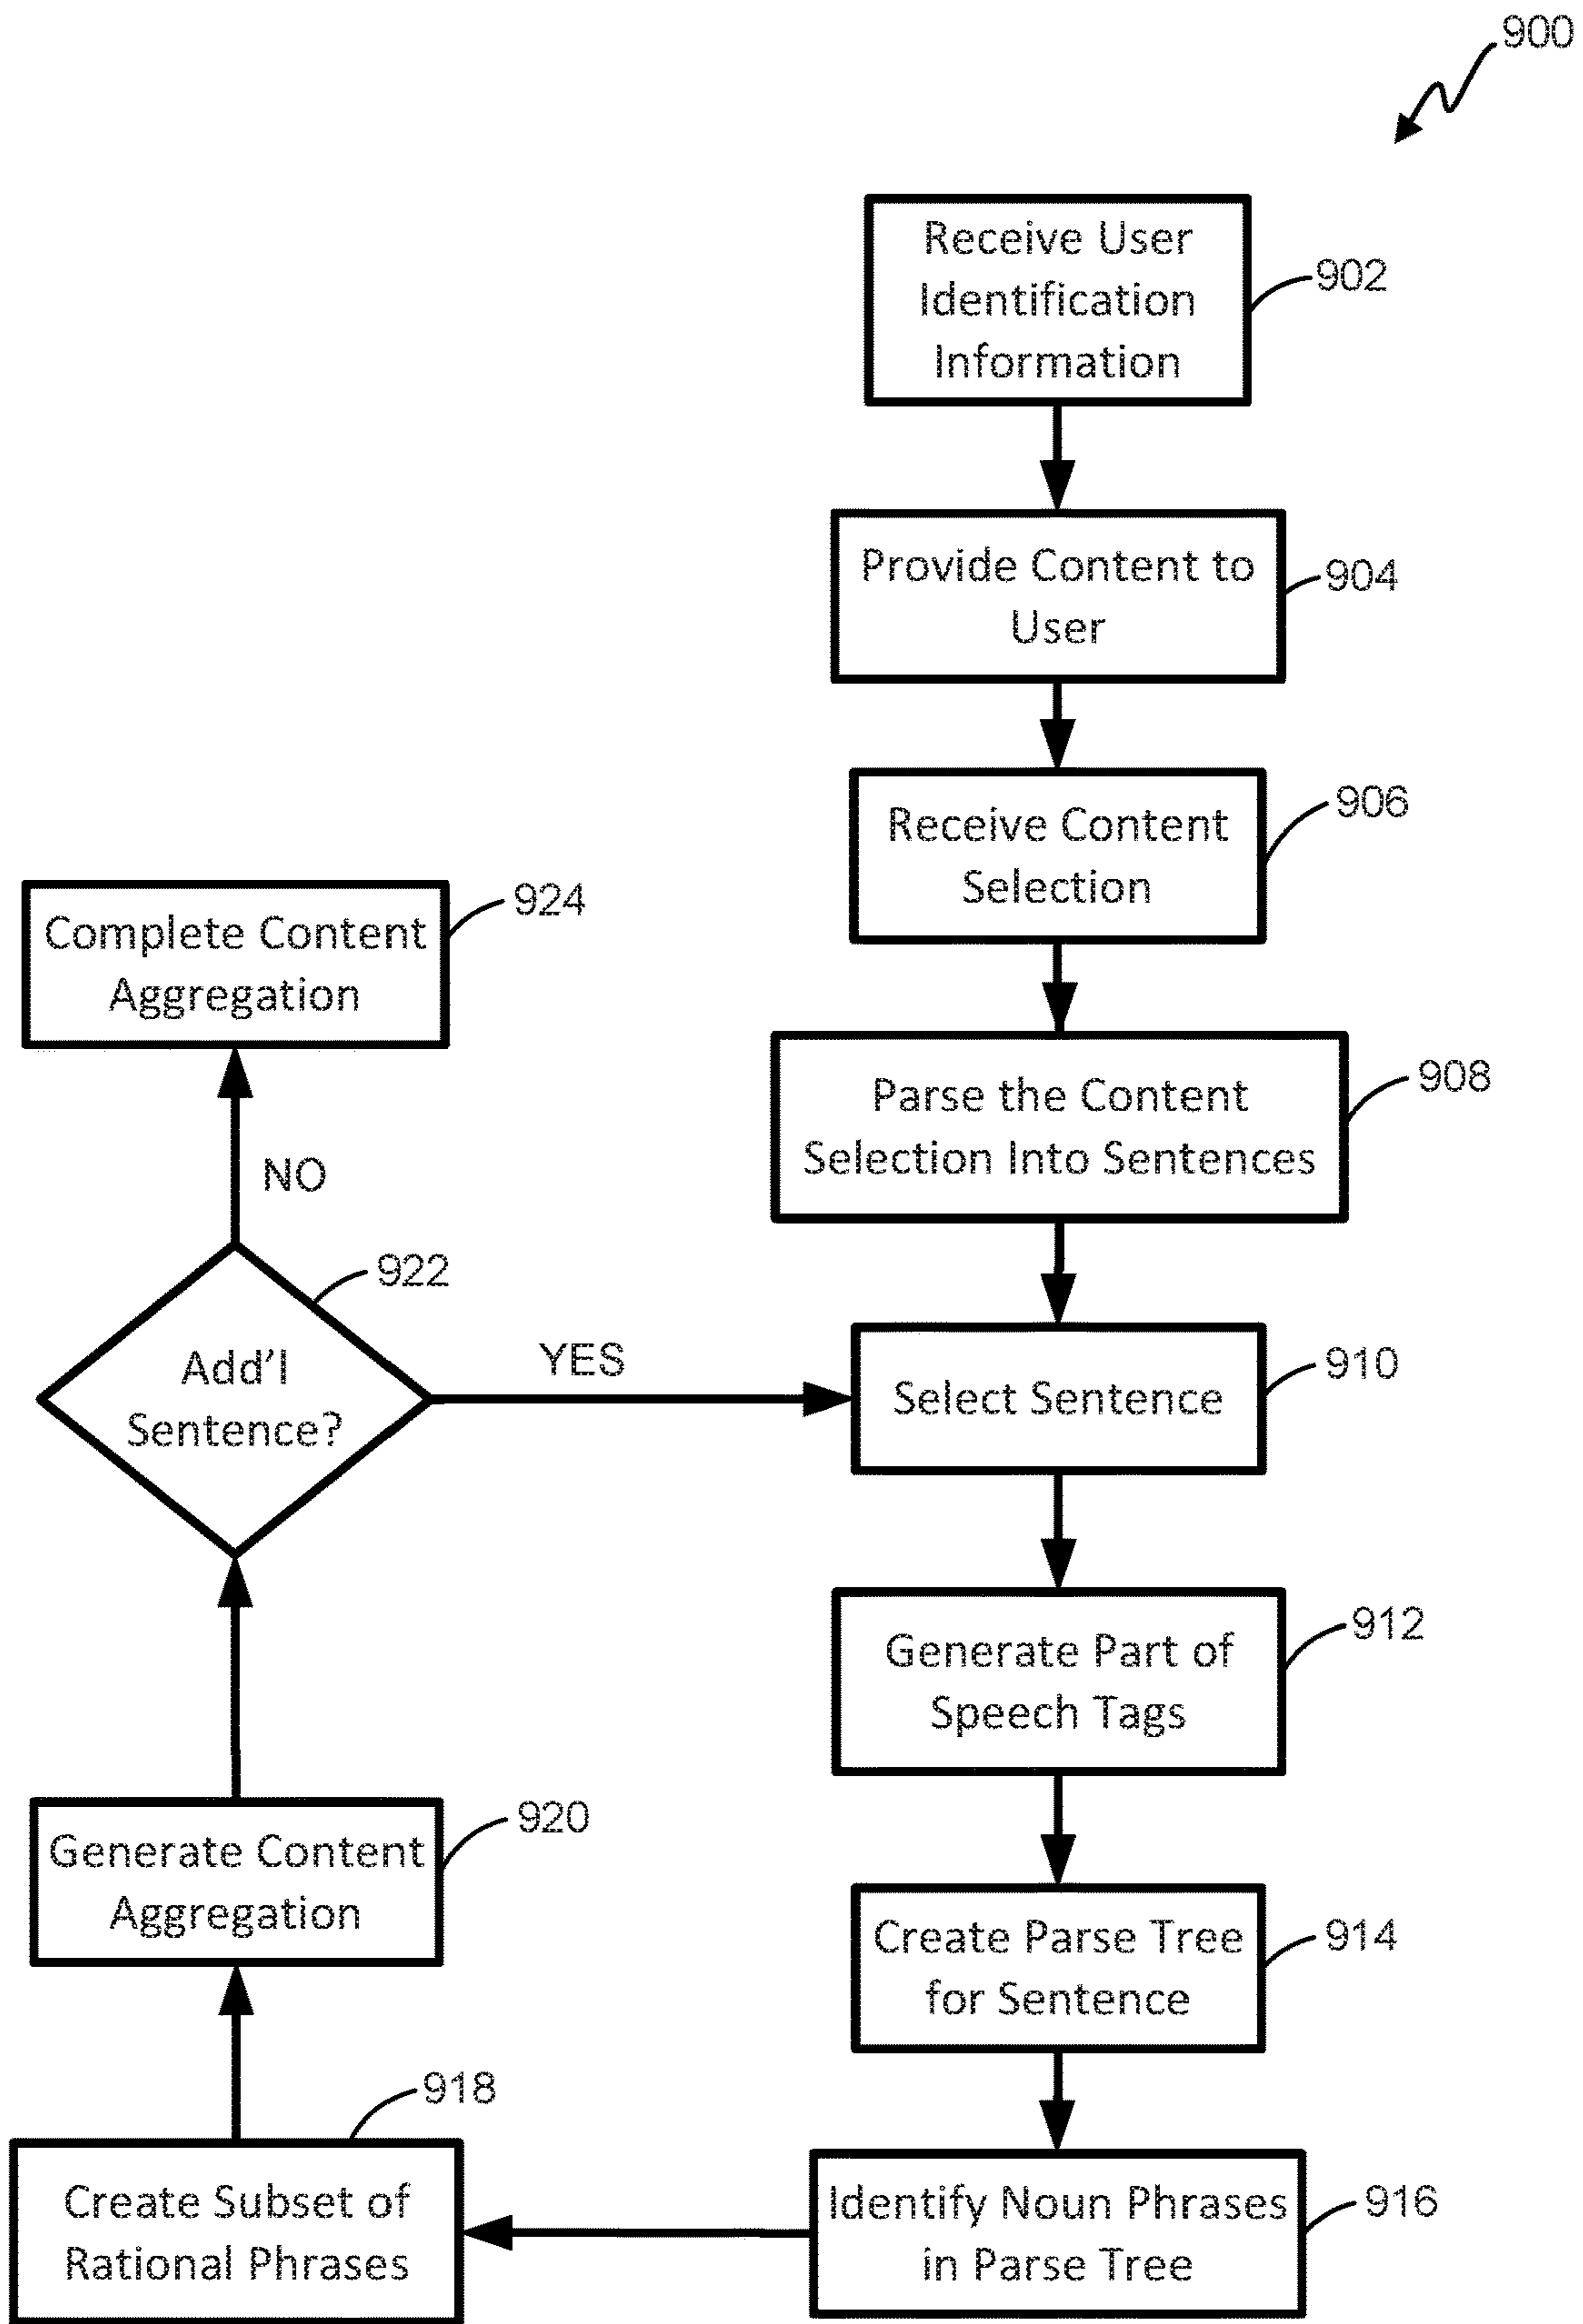 900
Receive User
Identification
Information
902
Provide Content to
User
904
Receive Content
Selection
906
Parse the Content
Selection Into Sentences
908
Select Sentence
910
Generate Part of
Speech Tags
912
Create Parse Tree
for Sentence
914
Identify Noun Phrases
in Parse Tree
916
Create Subset of
Rational Phrases
918
Generate Content
Aggregation
920
Add'l
Sentence?
922
YES
NO
Complete Content
Aggregation
924